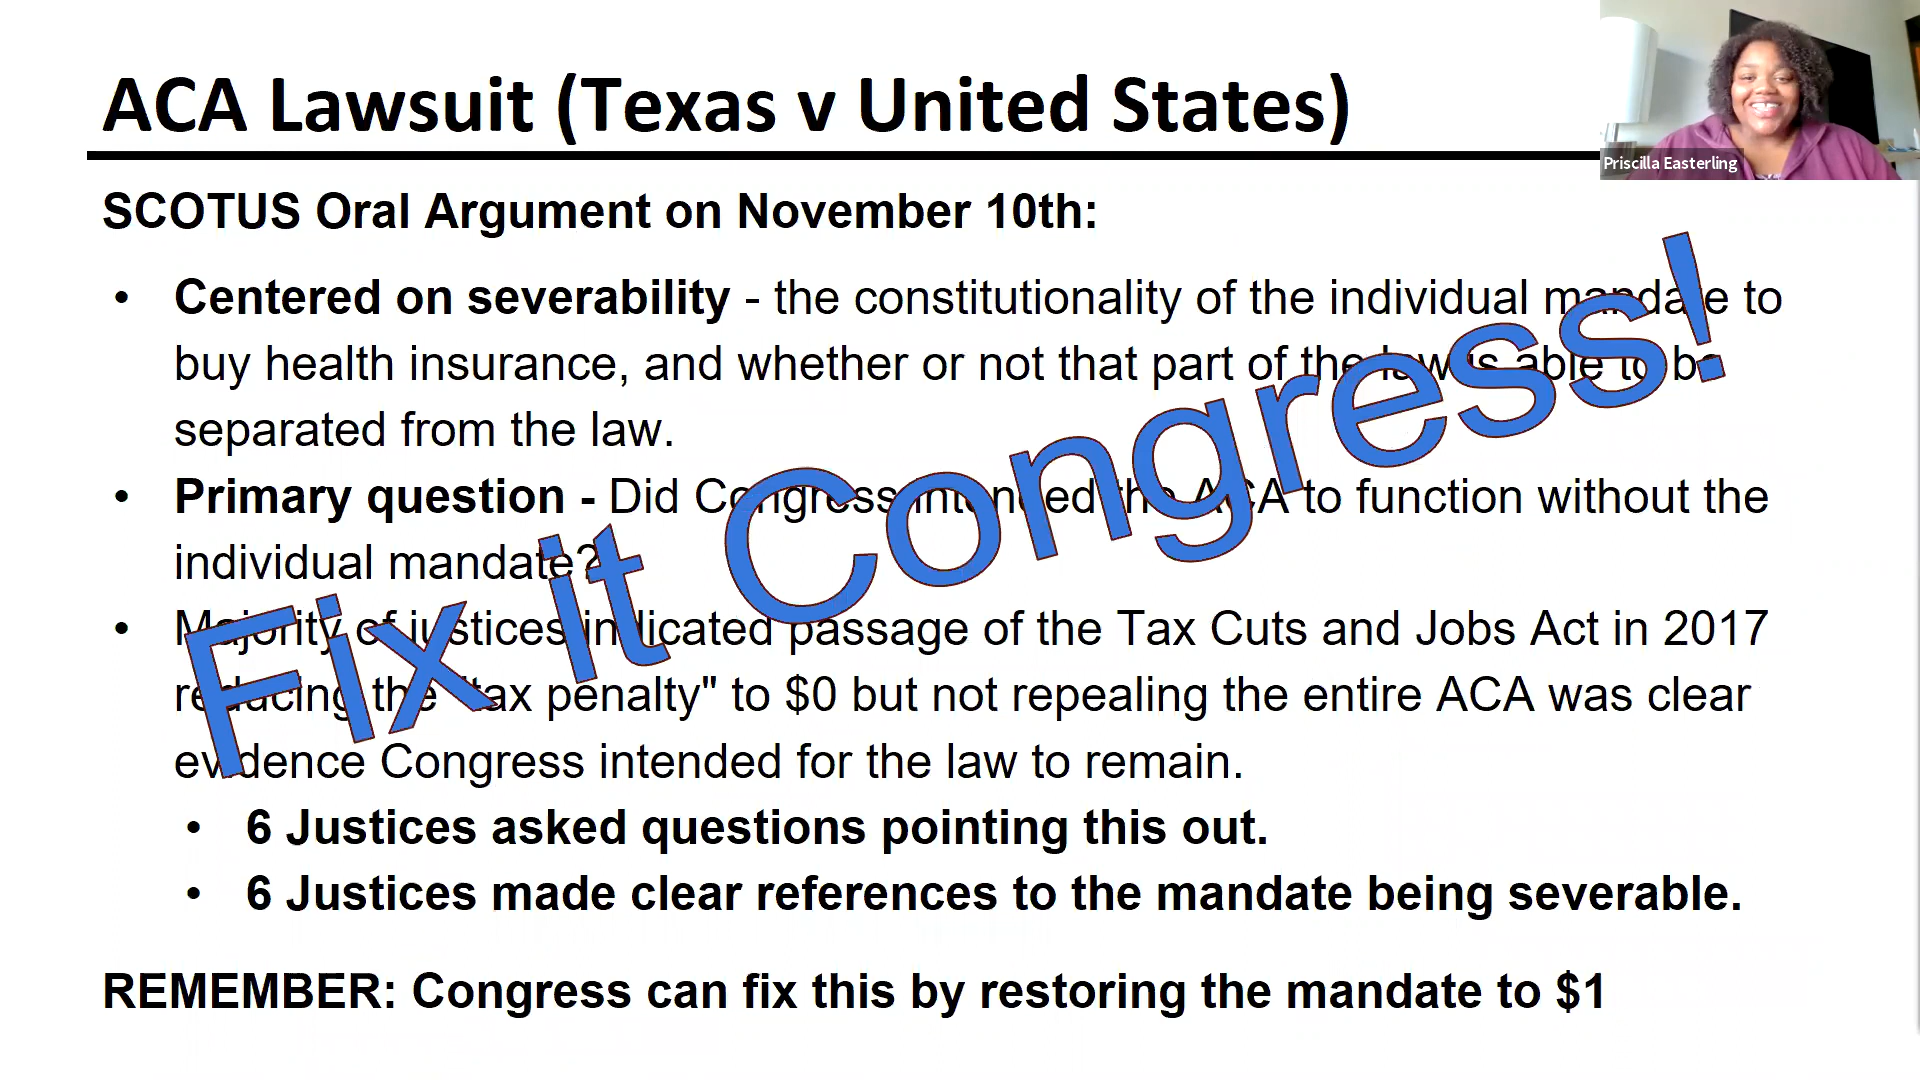 ACA Lawsuit (Texas v United States)
Priscilla Easterling
SCOTUS Oral Argument on November 10th:
• Centered on severability - the constitutionality of the individual mandate to
buy health insurance, and whether or not that part of the law is able to be
separated from the law.
• Primary question - Did Congress intended the ACA to function without the
individual mandate?
• Majority of justices indicated passage of the Tax Cuts and Jobs Act in 2017
reducing the "tax penalty" to $0 but not repealing the entire ACA was clear
evidence Congress intended for the law to remain.
• 6 Justices asked questions pointing this out.
• 6 Justices made clear references to the mandate being severable.
REMEMBER: Congress can fix this by restoring the mandate to $1
Fix it Congress!